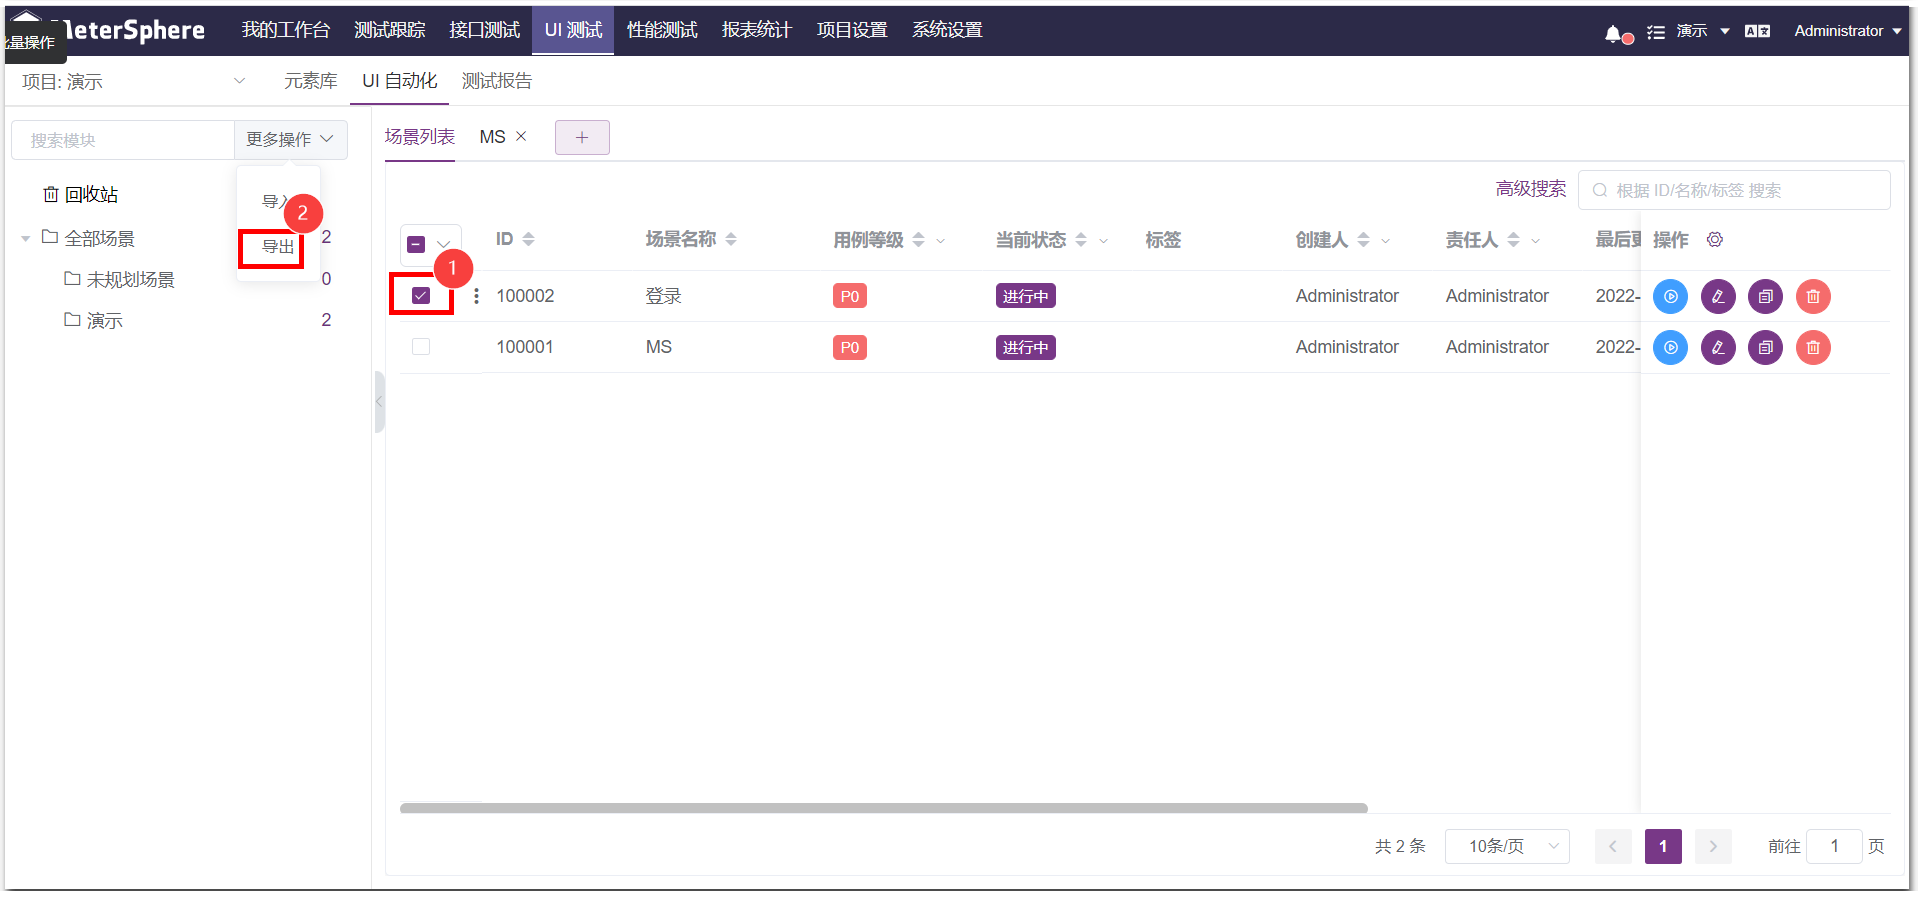 MeterSphere
我的工作台 测试跟踪 接口测试 UI 测试 性能测试 报表统计 项目设置 系统设置
演示 Administrator
批量操作
项目: 演示
元素库 UI 自动化 测试报告
搜索模块 更多操作
导入
导出
1
2
回收站
全部场景 2
未规划场景 0
演示 2
场景列表 MS
高级搜索 根据 ID/名称/标签 搜索
ID 场景名称 用例等级 当前状态 标签 创建人 责任人 最后更 操作
100002 登录 P0 进行中 Administrator Administrator 2022-
100001 MS P0 进行中 Administrator Administrator 2022-
共 2 条 10条/页 1 前往 1 页